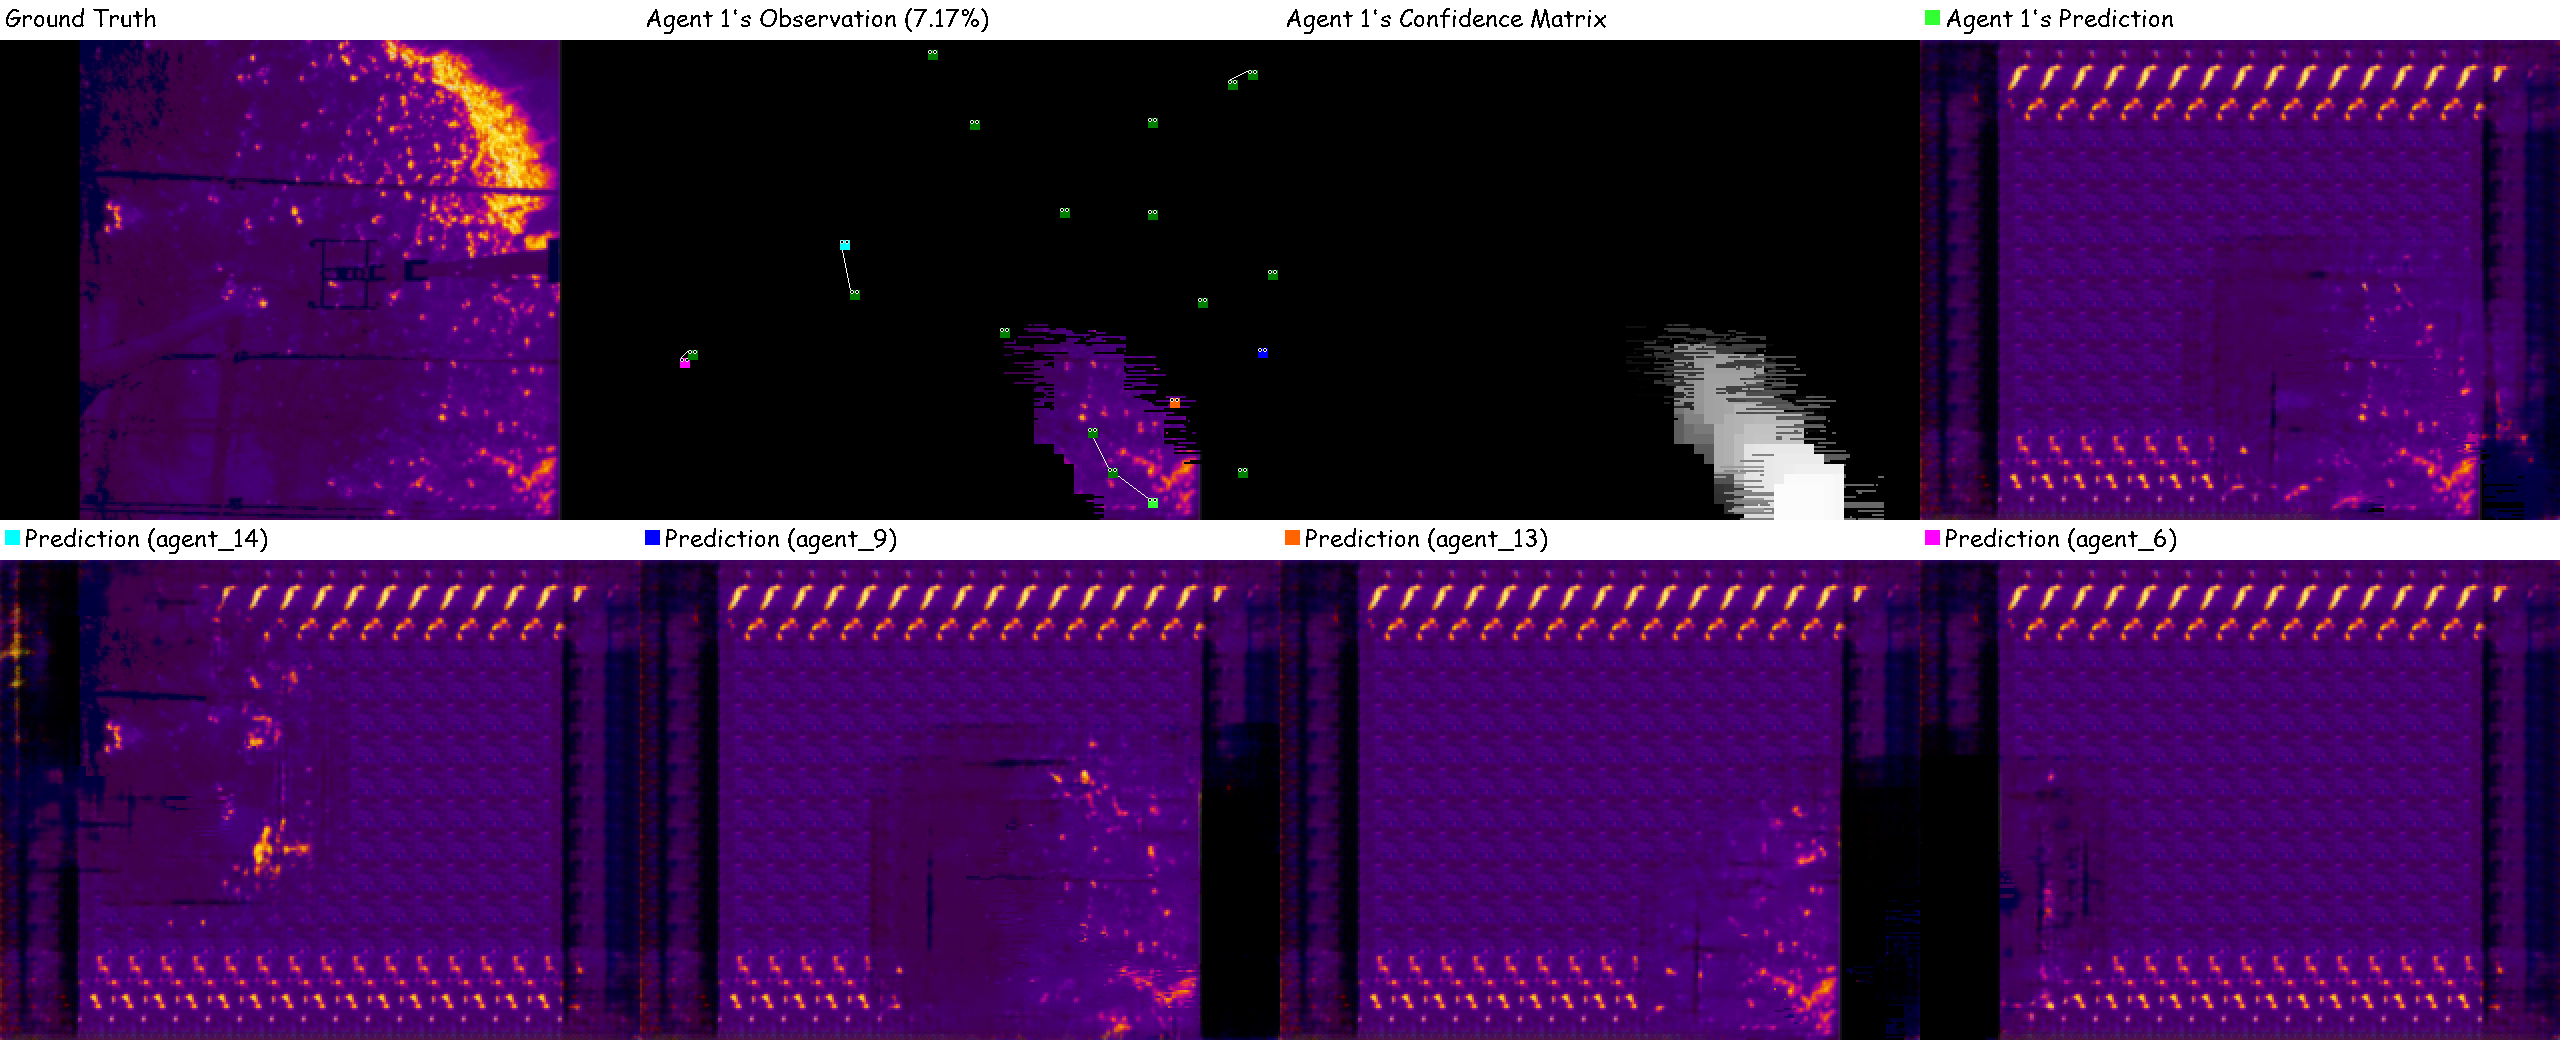 Ground Truth
Agent 1's Observation (7.17%)
Agent 1's Confidence Matrix
Agent 1's Prediction
Prediction (agent_14)
Prediction (agent_9)
Prediction (agent_13)
Prediction (agent_6)